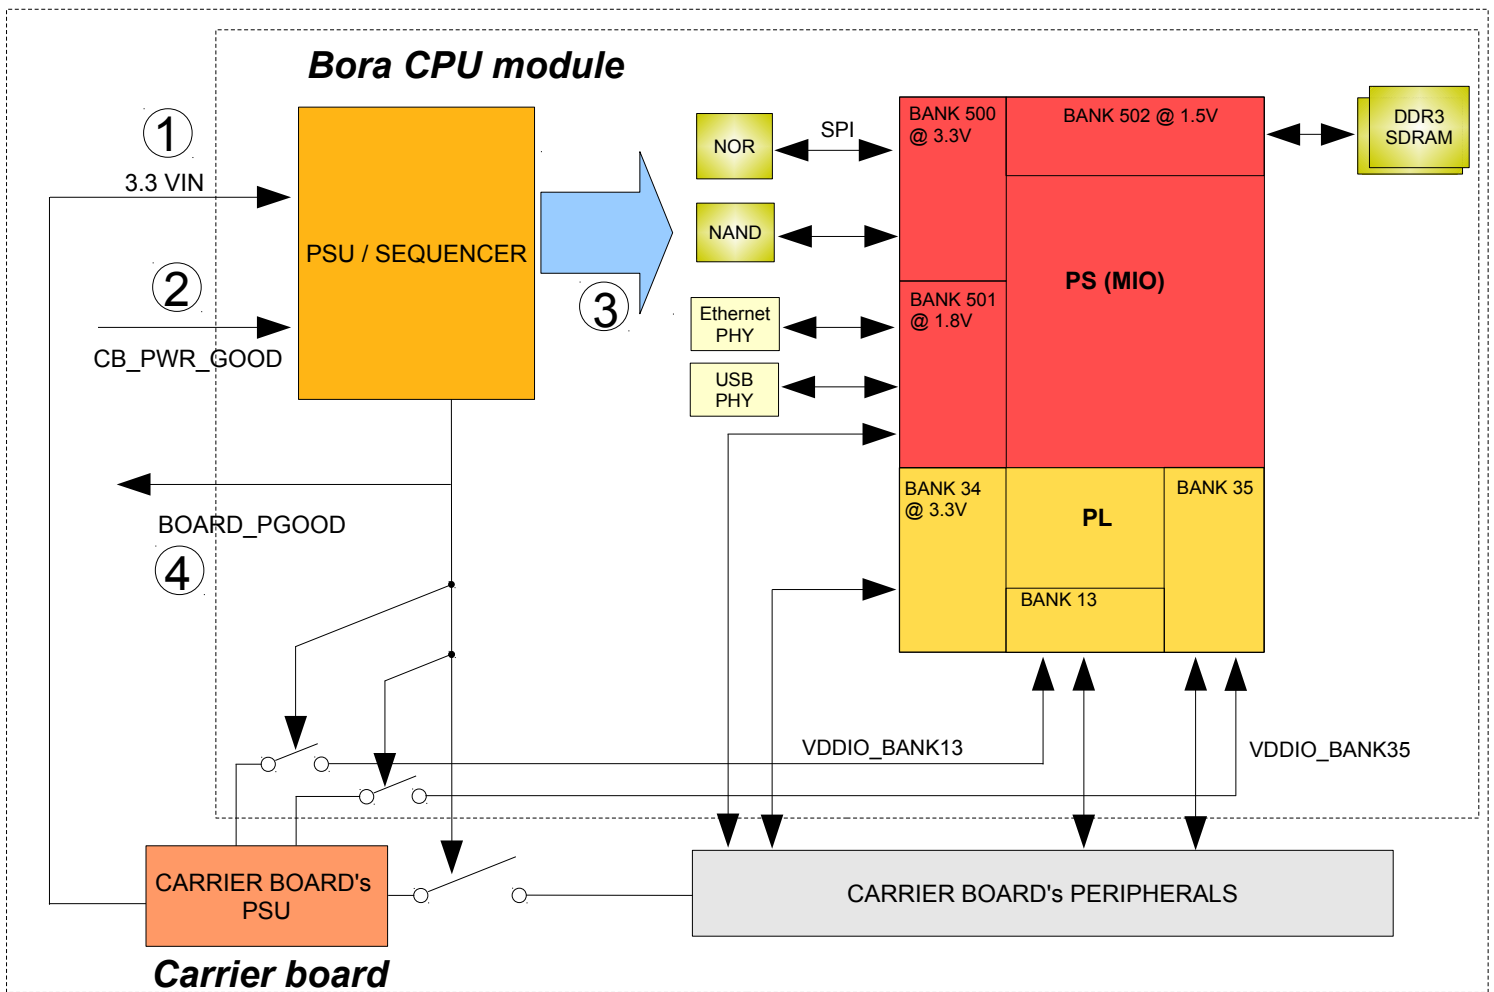 Bora CPU module
1
3.3 VIN
PSU / SEQUENCER
2
CB_PWR_GOOD
3
BOARD_PGOOD
4
NOR
SPI
NAND
Ethernet
PHY
USB
PHY
BANK 500
@ 3.3V
BANK 502 @ 1.5V
DDR3
SDRAM
PS (MIO)
BANK 501
@ 1.8V
BANK 34
@ 3.3V
PL
BANK 35
BANK 13
VDDIO_BANK13
VDDIO_BANK35
CARRIER BOARD's
PSU
CARRIER BOARD's PERIPHERALS
Carrier board